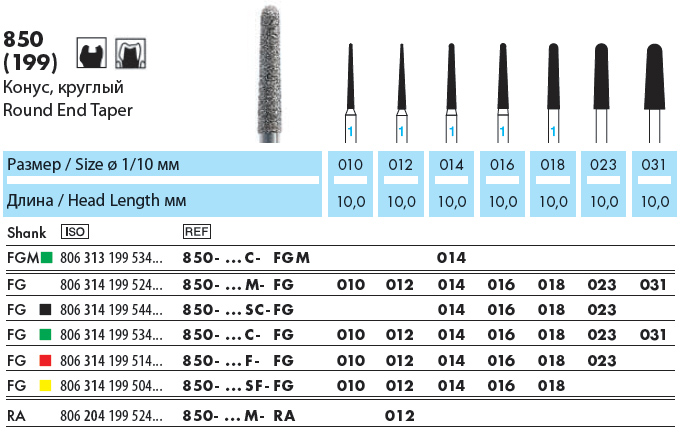 850
(199)
Конус, круглый
Round End Taper
1 1 1 1 1
Размер / Size ø 1/10 мм 010 012 014 016 018 023 031
Длина / Head Length мм 10,0 10,0 10,0 10,0 10,0 10,0 10,0
Shank ISO REF
FGM 806 313 199 534... 850- ... C- FGM 014
FG 806 314 199 524... 850- ... M- FG 010 012 014 016 018 023 031
FG 806 314 199 544... 850- ... SC- FG 014 016 018 023
FG 806 314 199 534... 850- ... C- FG 010 012 014 016 018 023 031
FG 806 314 199 514... 850- ... F- FG 010 012 014 016 018 023
FG 806 314 199 504... 850- ... SF- FG 010 012 014 016 018
RA 806 204 199 524... 850- ... M- RA 012